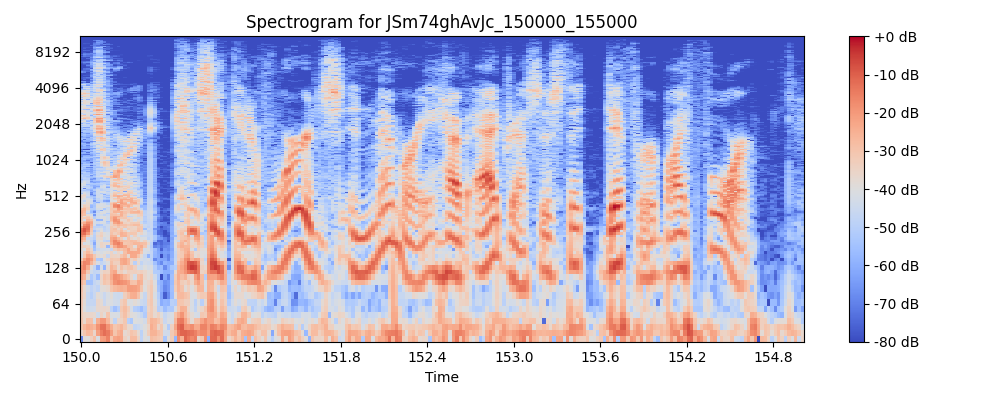 Spectrogram for JSm74ghAvJc_150000_155000
8192
4096
2048
1024
512
256
128
64
0
Hz
150.0 150.6 151.2 151.8 152.4 153.0 153.6 154.2 154.8
Time
+0 dB
-10 dB
-20 dB
-30 dB
-40 dB
-50 dB
-60 dB
-70 dB
-80 dB